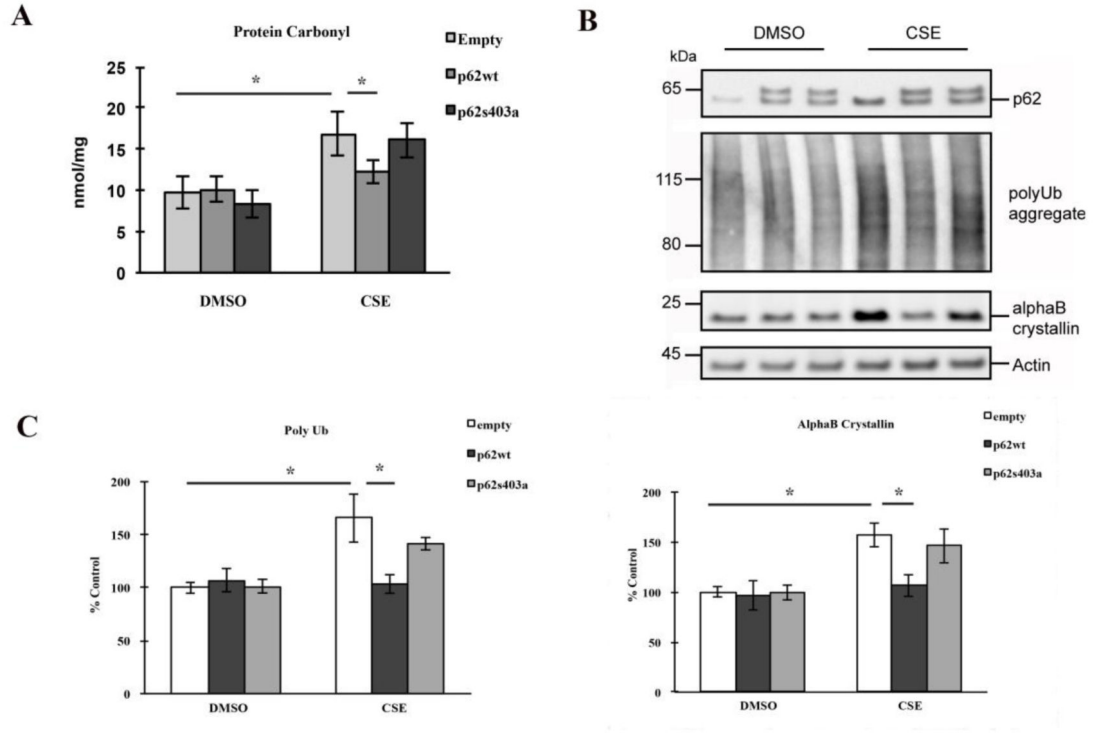 A
Protein Carbonyl
Empty
p62wt
p62s403a
*
*
25
20
15
10
5
0
nmol/mg
DMSO
CSE
B
DMSO
CSE
kDa
65
p62
115
80
polyUb
aggregate
25
alphaB
crystallin
45
Actin
C
Poly Ub
empty
p62wt
p62s403a
*
*
200
150
100
50
0
% Control
DMSO
CSE
AlphaB Crystallin
empty
p62wt
p62s403a
*
*
200
150
100
50
0
% Control
DMSO
CSE